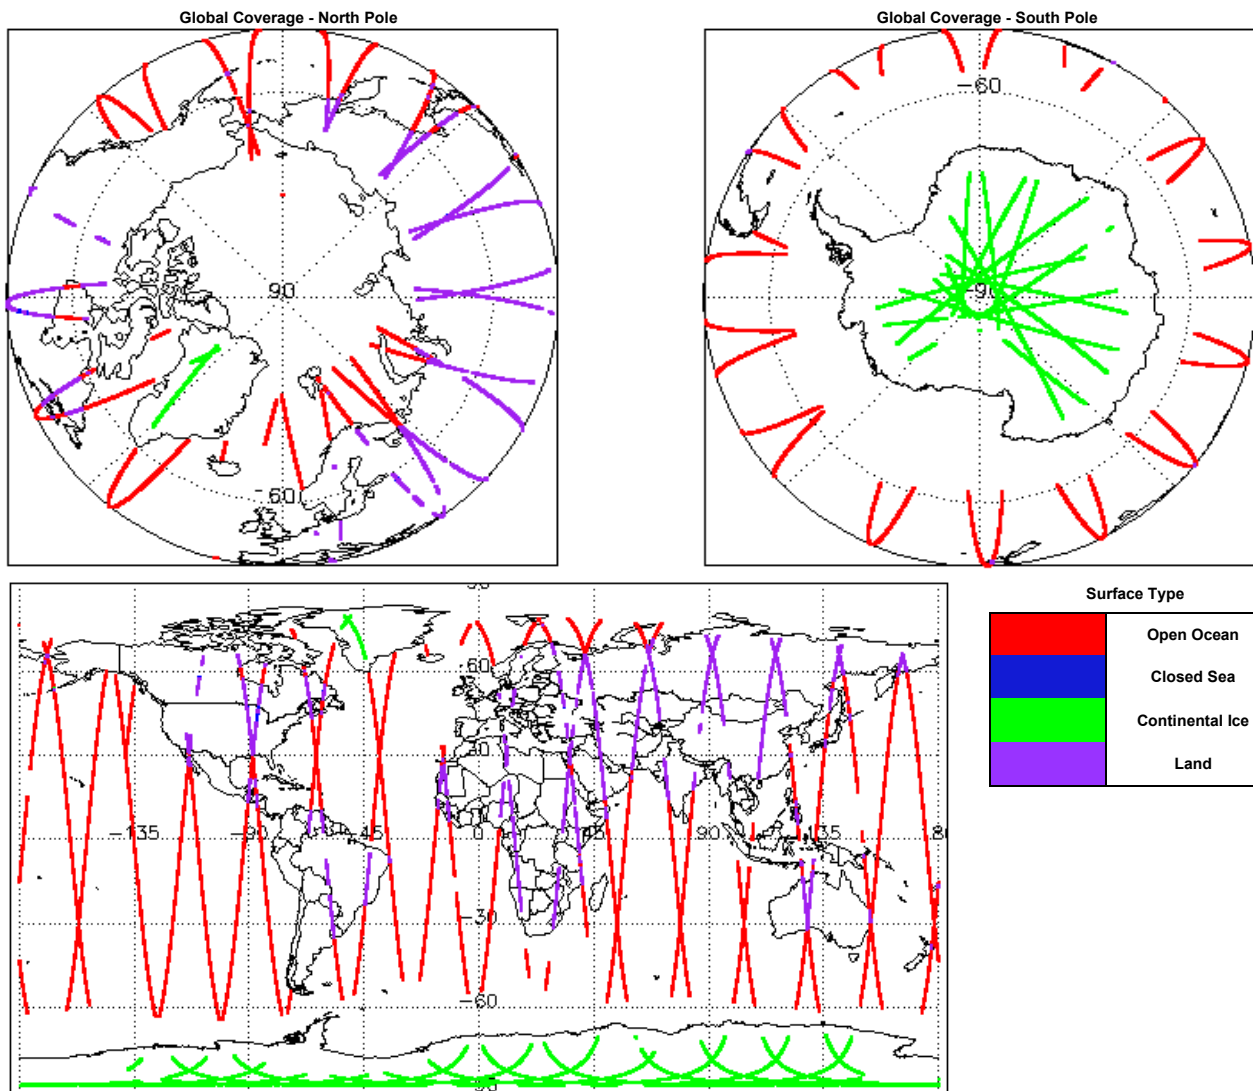 Global Coverage - North Pole
Global Coverage - South Pole
90
-60
-60
-90
Surface Type
Open Ocean
Closed Sea
Continental Ice
Land
60
30
-135
-90
-45
0
45
90
135
-30
-60